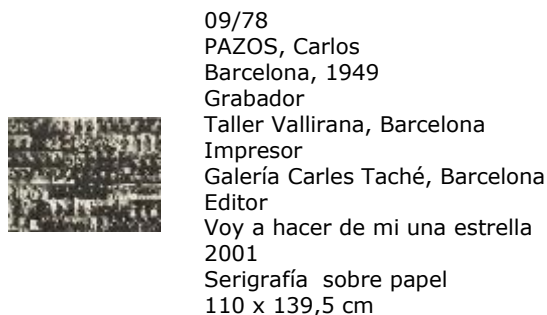 09/78
PAZOS, Carlos
Barcelona, 1949
Grabador
Taller Vallirana, Barcelona
Impresor
Galería Carles Taché, Barcelona
Editor
Voy a hacer de mi una estrella
2001
Serigrafía  sobre papel
110 x 139,5 cm